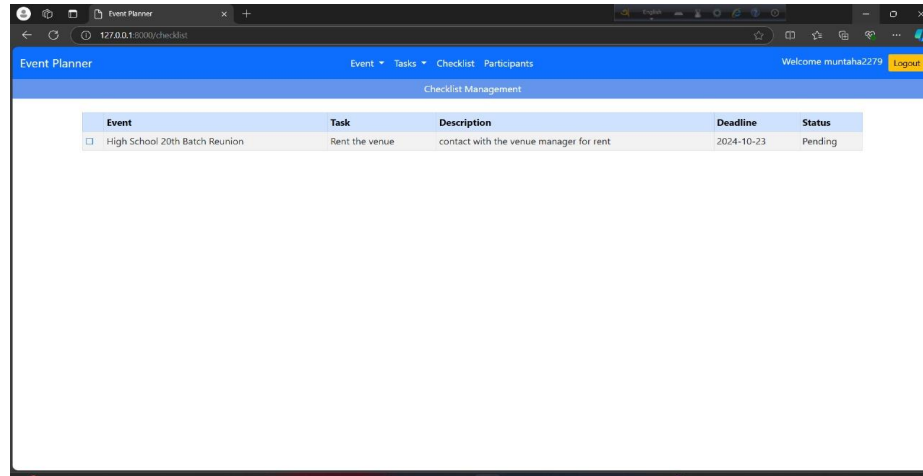 Event Planner
127.0.0.1:8000/checklist
Event Planner Event Tasks Checklist Participants Welcome muntaha2279 Logout
Checklist Management
Event Task Description Deadline Status
High School 20th Batch Reunion Rent the venue contact with the venue manager for rent 2024-10-23 Pending